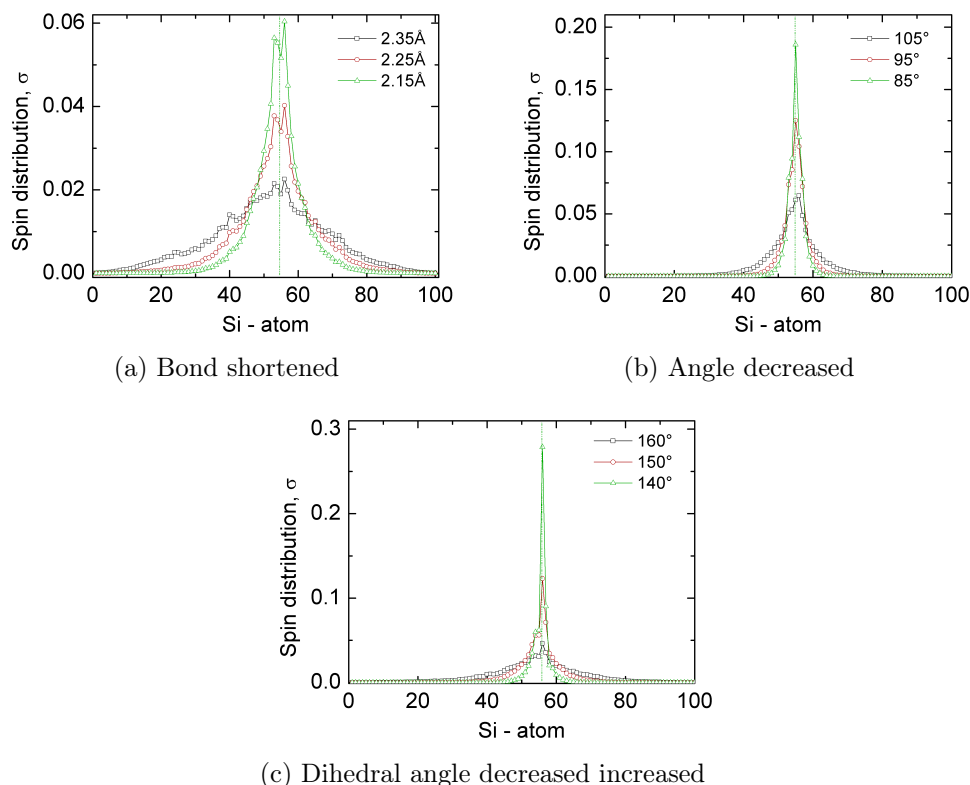 0.06
0.04
0.02
0.00
Spin distribution, σ
2.35Å
2.25Å
2.15Å
0 20 40 60 80 100
Si - atom
(a) Bond shortened
0.20
0.15
0.10
0.05
0.00
Spin distribution, σ
105°
95°
85°
0 20 40 60 80 100
Si - atom
(b) Angle decreased
0.3
0.2
0.1
0.0
Spin distribution, σ
160°
150°
140°
0 20 40 60 80 100
Si - atom
(c) Dihedral angle decreased increased